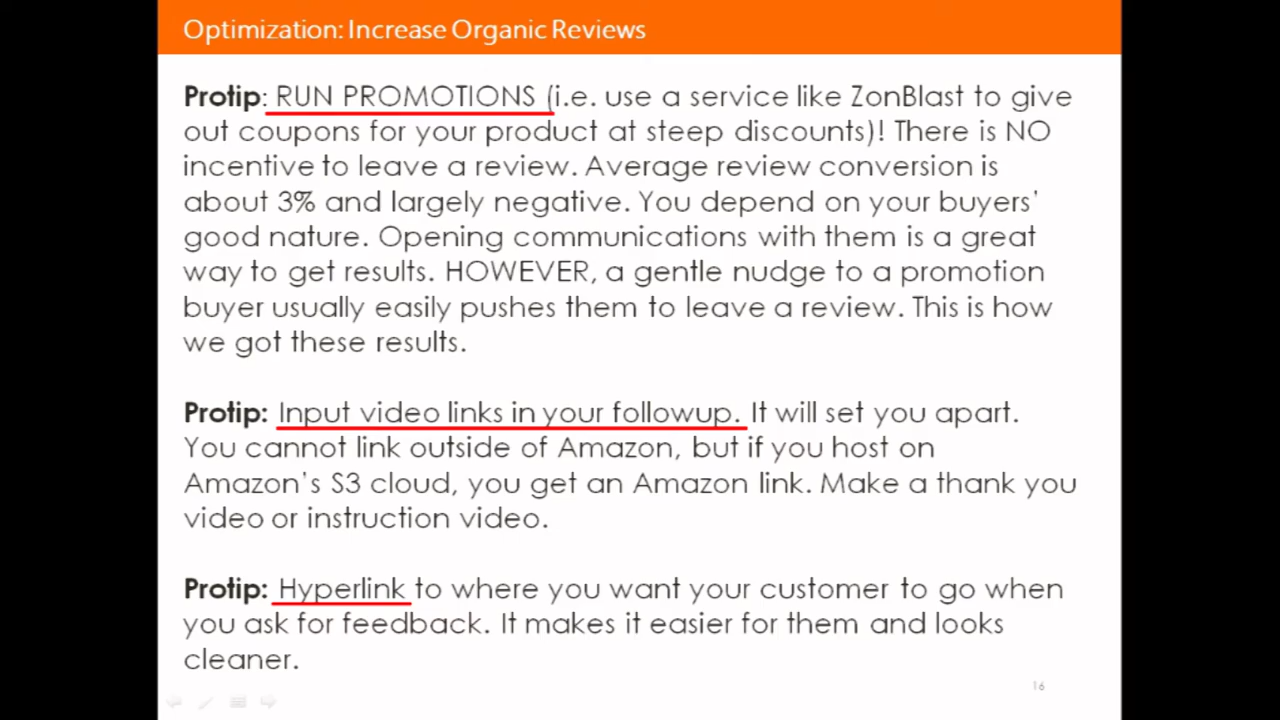 Optimization: Increase Organic Reviews
Protip: RUN PROMOTIONS (i.e. use a service like ZonBlast to give
out coupons for your product at steep discounts)! There is NO
incentive to leave a review. Average review conversion is
about 3% and largely negative. You depend on your buyers'
good nature. Opening communications with them is a great
way to get results. HOWEVER, a gentle nudge to a promotion
buyer usually easily pushes them to leave a review. This is how
we got these results.
Protip: Input video links in your followup. It will set you apart.
You cannot link outside of Amazon, but if you host on
Amazon's S3 cloud, you get an Amazon link. Make a thank you
video or instruction video.
Protip: Hyperlink to where you want your customer to go when
you ask for feedback. It makes it easier for them and looks
cleaner.
16